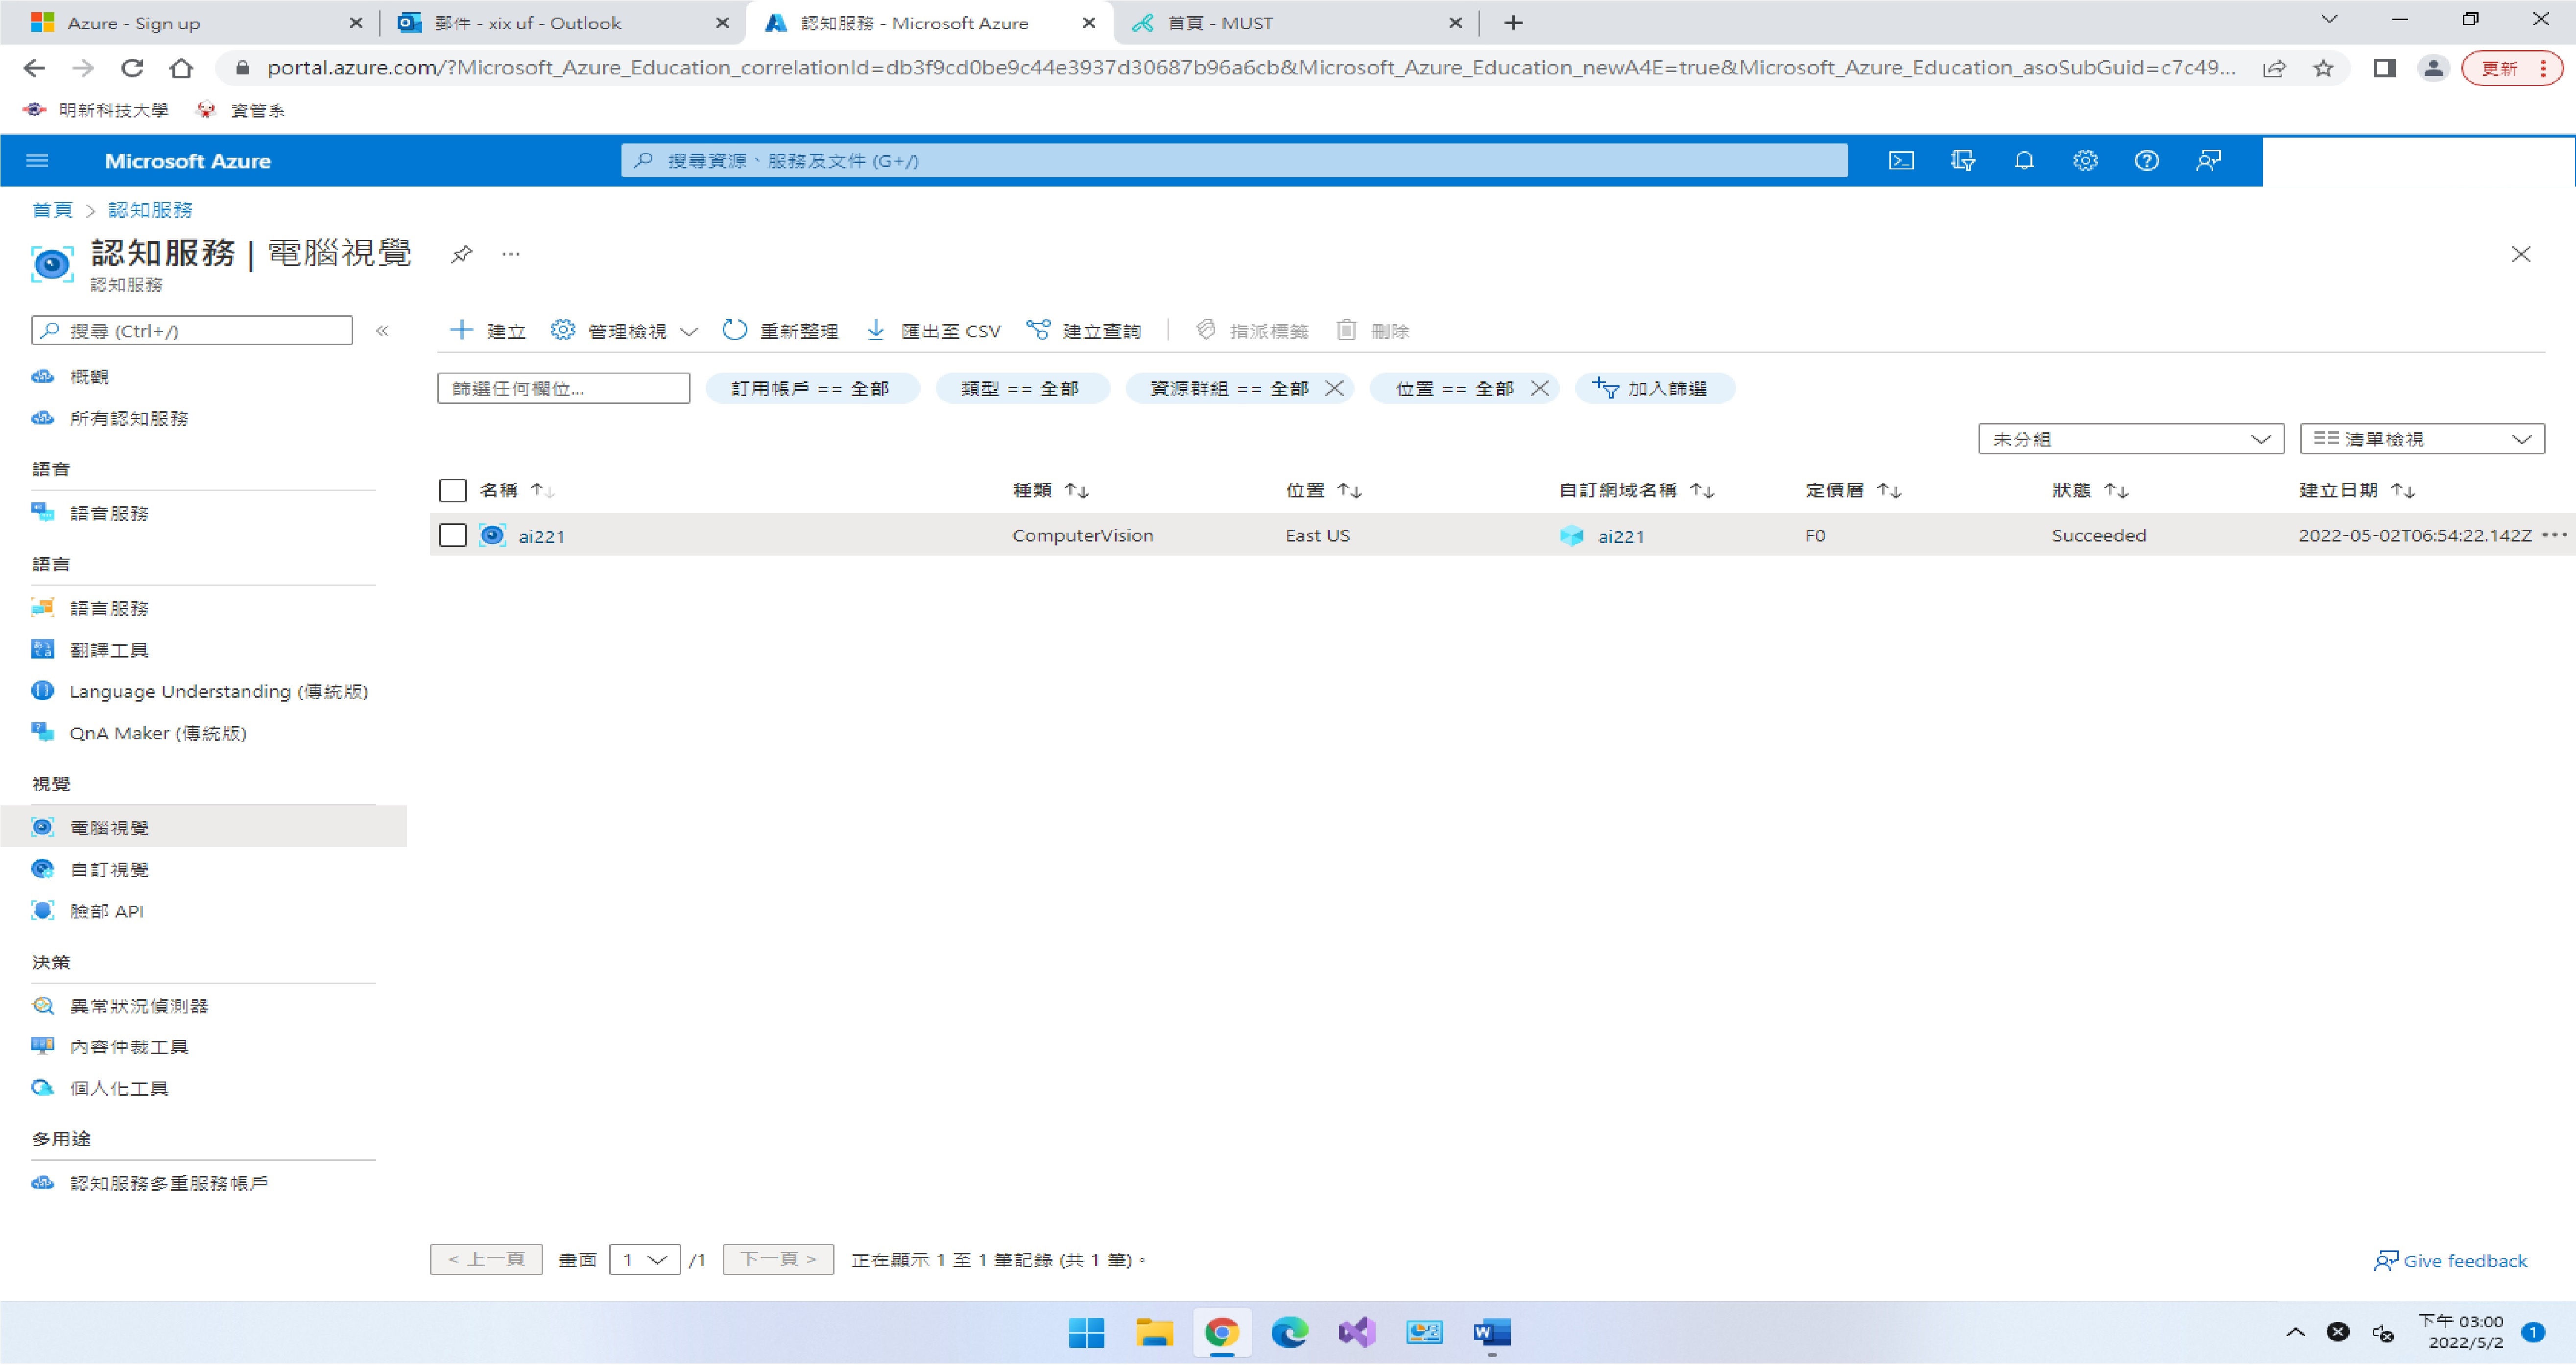 Azure - Sign up
郵件 - xix uf - Outlook
認知服務 - Microsoft Azure
首頁 - MUST
portal.azure.com/?Microsoft_Azure_Education_correlationId=db3f9cd0be9c44e3937d30687b96a6cb&Microsoft_Azure_Education_newA4E=true&Microsoft_Azure_Education_asoSubGuid=c7c49...
更新
明新科技大學
資管系
Microsoft Azure
搜尋資源、服務及文件 (G+/)
首頁 > 認知服務
認知服務 | 電腦視覺
認知服務
搜尋 (Ctrl+/)
建立
管理檢視
重新整理
匯出至 CSV
建立查詢
指派標籤
刪除
概觀
所有認知服務
語音
語音服務
語言
語言服務
翻譯工具
Language Understanding (傳統版)
QnA Maker (傳統版)
視覺
電腦視覺
自訂視覺
臉部 API
決策
異常狀況偵測器
內容仲裁工具
個人化工具
多用途
認知服務多重服務帳戶
篩選任何欄位...
訂用帳戶 == 全部
類型 == 全部
資源群組 == 全部
位置 == 全部
加入篩選
未分組
清單檢視
名稱 種類 位置 自訂網域名稱 定價層 狀態 建立日期
ai221 ComputerVision East US ai221 F0 Succeeded 2022-05-02T06:54:22.142Z
< 上一頁 畫面 1 /1 下一頁 > 正在顯示 1 至 1 筆記錄 (共 1 筆)。
Give feedback
下午 03:00
2022/5/2
1